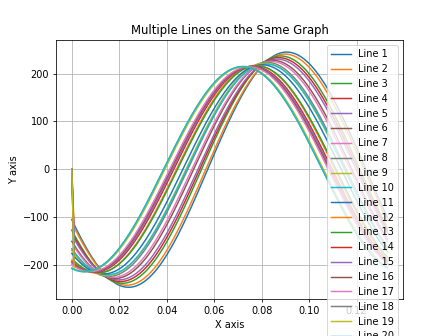 Multiple Lines on the Same Graph
Y axis
200
100
0
−100
−200
0.00
0.02
0.04
0.06
0.08
0.10
X axis
Line 1
Line 2
Line 3
Line 4
Line 5
Line 6
Line 7
Line 8
Line 9
Line 10
Line 11
Line 12
Line 13
Line 14
Line 15
Line 16
Line 17
Line 18
Line 19
Line 20